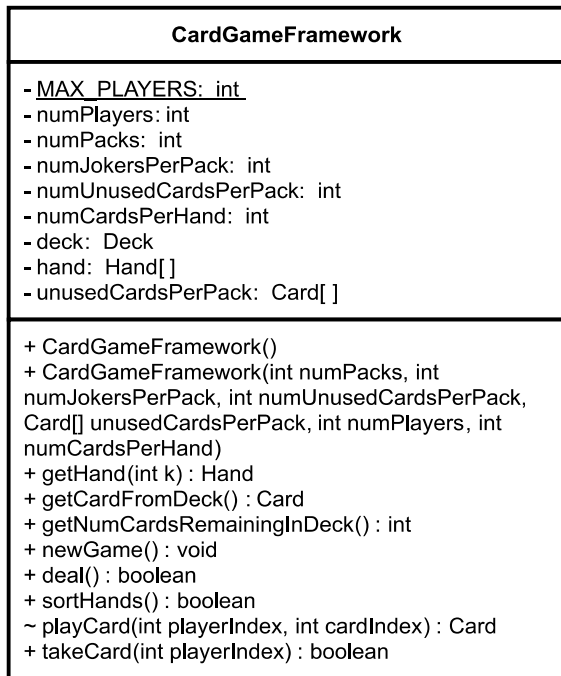 CardGameFramework
- MAX_PLAYERS: int
- numPlayers: int
- numPacks: int
- numJokersPerPack: int
- numUnusedCardsPerPack: int
- numCardsPerHand: int
- deck: Deck
- hand: Hand[ ]
- unusedCardsPerPack: Card[ ]
+ CardGameFramework()
+ CardGameFramework(int numPacks, int
numJokersPerPack, int numUnusedCardsPerPack,
Card[] unusedCardsPerPack, int numPlayers, int
numCardsPerHand)
+ getHand(int k) : Hand
+ getCardFromDeck() : Card
+ getNumCardsRemainingInDeck() : int
+ newGame() : void
+ deal() : boolean
+ sortHands() : boolean
~ playCard(int playerIndex, int cardIndex) : Card
+ takeCard(int playerIndex) : boolean